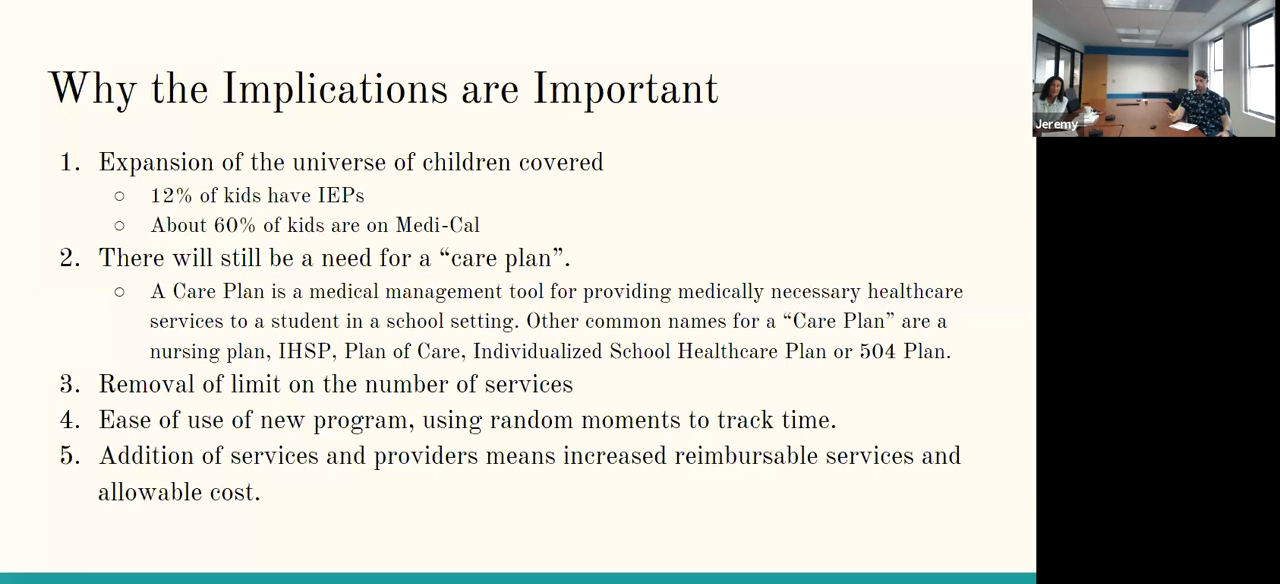 Why the Implications are Important
1. Expansion of the universe of children covered
○ 12% of kids have IEPs
○ About 60% of kids are on Medi-Cal
2. There will still be a need for a “care plan”.
○ A Care Plan is a medical management tool for providing medically necessary healthcare
services to a student in a school setting. Other common names for a “Care Plan” are a
nursing plan, IHSP, Plan of Care, Individualized School Healthcare Plan or 504 Plan.
3. Removal of limit on the number of services
4. Ease of use of new program, using random moments to track time.
5. Addition of services and providers means increased reimbursable services and
allowable cost.
Jeremy